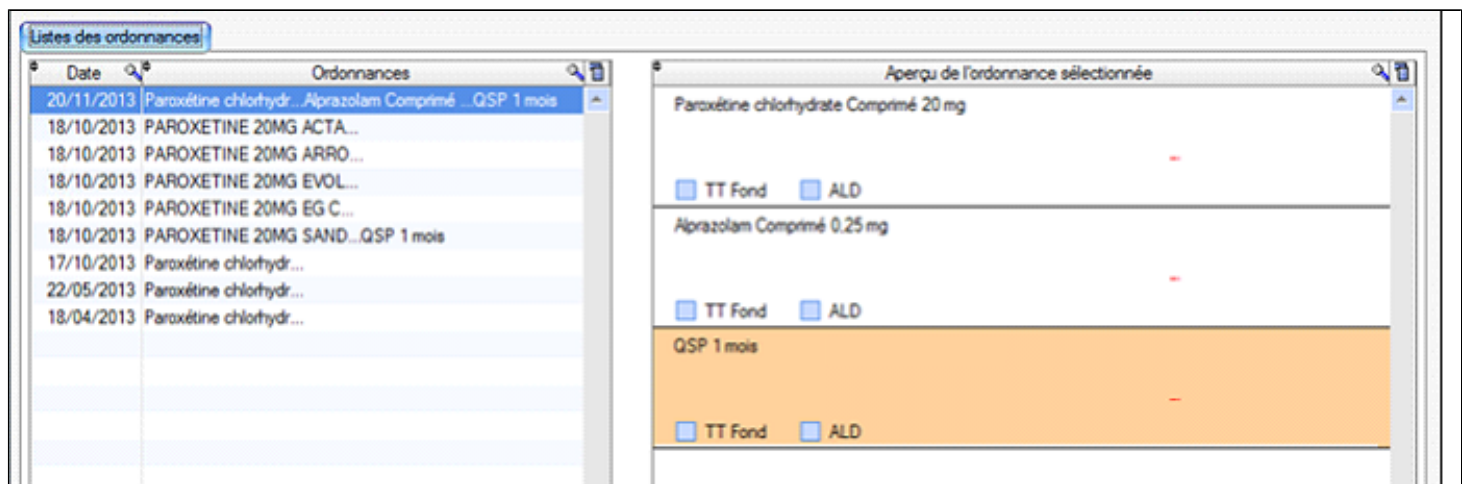 Listes des ordonnances
Date Ordonnances
20/11/2013 Paroxétine chlorhydr...Alprazolam Comprimé ...QSP 1 mois
18/10/2013 PAROXETINE 20MG ACTA...
18/10/2013 PAROXETINE 20MG ARRO...
18/10/2013 PAROXETINE 20MG EVOL...
18/10/2013 PAROXETINE 20MG EG C...
18/10/2013 PAROXETINE 20MG SAND...QSP 1 mois
17/10/2013 Paroxétine chlorhydr...
22/05/2013 Paroxétine chlorhydr...
18/04/2013 Paroxétine chlorhydr...
Aperçu de l'ordonnance sélectionnée
Paroxétine chlorhydrate Comprimé 20 mg
TT Fond ALD
Alprazolam Comprimé 0,25 mg
TT Fond ALD
QSP 1 mois
TT Fond ALD